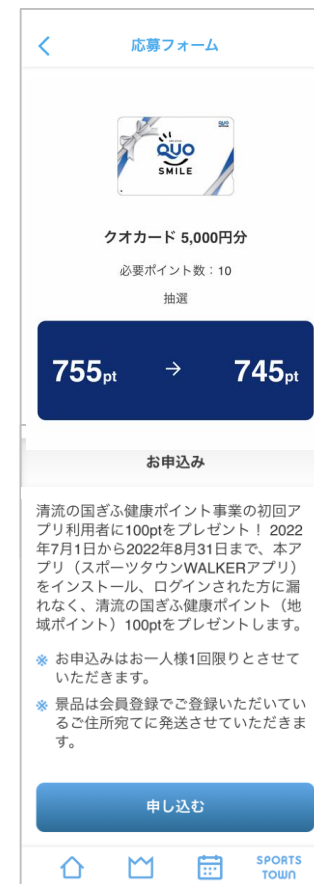 応募フォーム
QUO
QUO
SMILE
クオカード 5,000円分
必要ポイント数：10
抽選
755pt → 745pt
お申込み
清流の国ぎふ健康ポイント事業の初回ア
プリ利用者に100ptをプレゼント！ 2022
年7月1日から2022年8月31日まで、本ア
プリ（スポーツタウンWALKERアプリ）
をインストール、ログインされた方に漏
れなく、清流の国ぎふ健康ポイント（地
域ポイント）100ptをプレゼントします。
※ お申込みはお一人様1回限りとさせて
いただきます。
※ 景品は会員登録でご登録いただいてい
るご住所宛てに発送させていただきま
す。
申し込む
SPORTS
TOWN